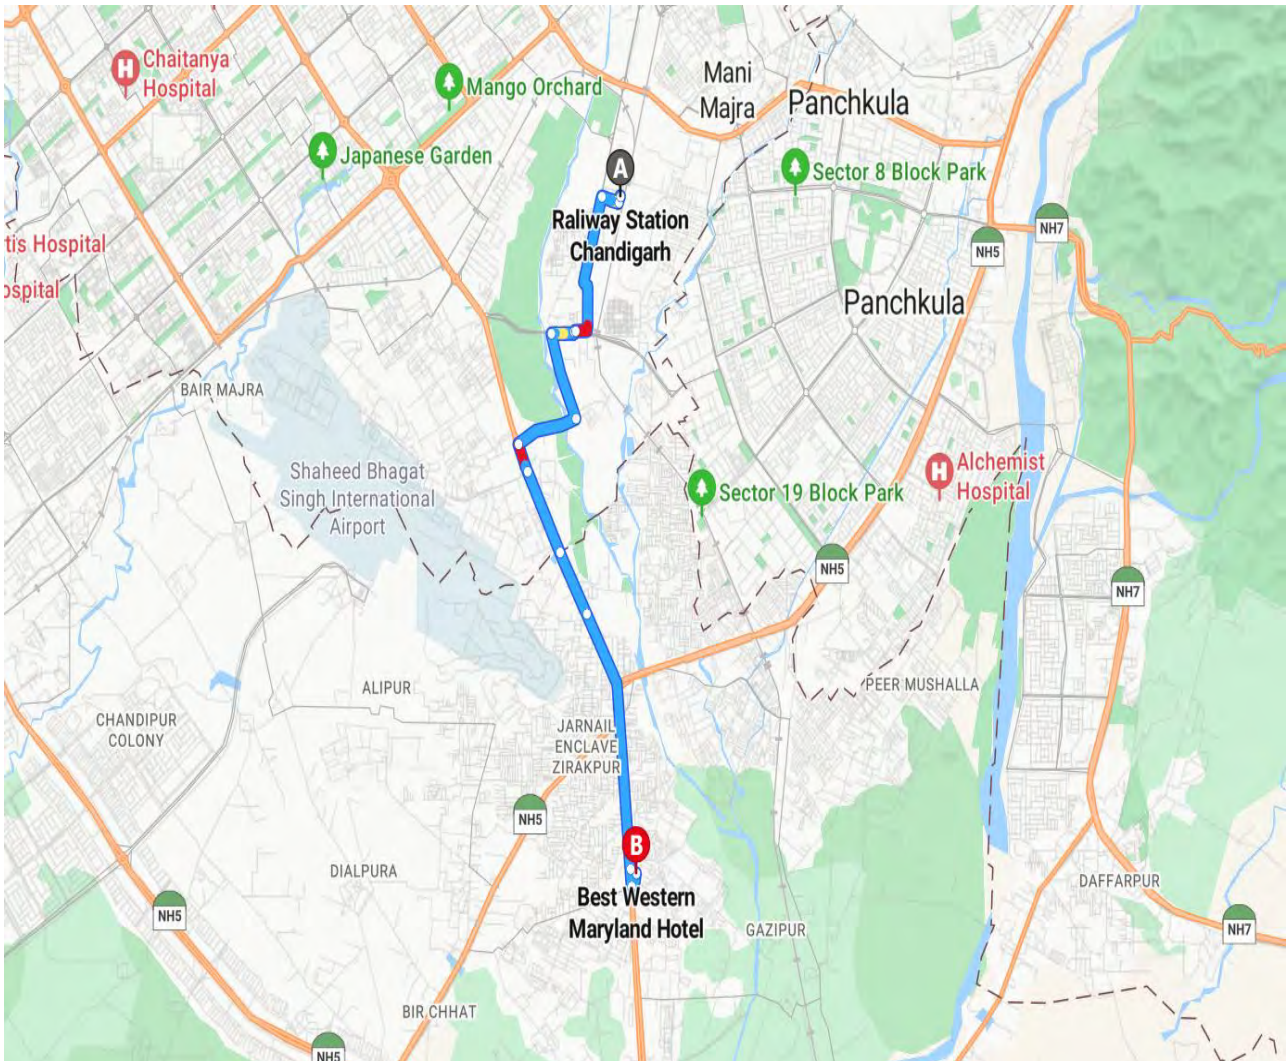 Chaitanya
Hospital
Mango Orchard
Mani
Majra
Panchkula
Japanese Garden
A
Sector 8 Block Park
Raliway Station
Chandigarh
tis Hospital
ospital
NH7
NH5
Panchkula
BAIR MAJRA
Shaheed Bhagat
Singh International
Airport
Alchemist
Hospital
Sector 19 Block Park
NH5
NH7
ALIPUR
PEER MUSHALLA
CHANDIPUR
COLONY
JARNAIL
ENCLAVE
ZIRAKPUR
NH5
B
DIALPURA
DAFFARPUR
Best Western
Maryland Hotel
NH5
GAZIPUR
NH7
BIR CHHAT
NH5
H
H